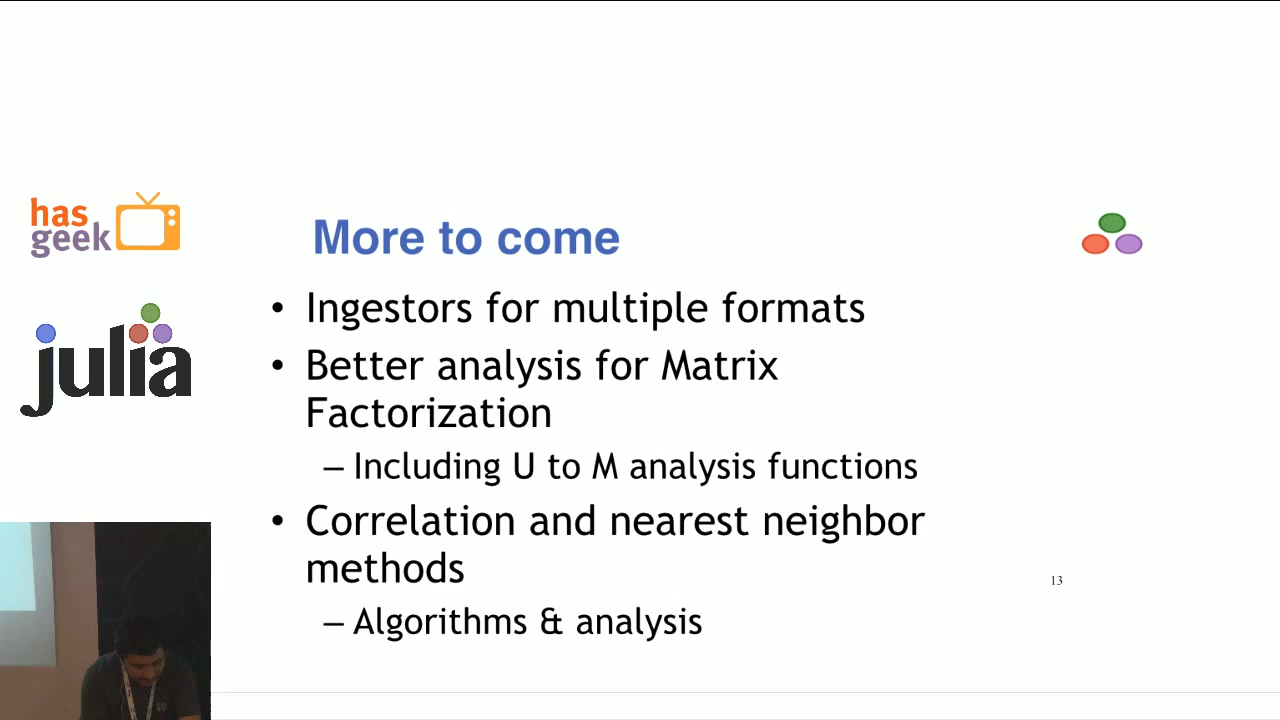 has
geek
julia
More to come
• Ingestors for multiple formats
• Better analysis for Matrix
Factorization
– Including U to M analysis functions
• Correlation and nearest neighbor
methods
13
– Algorithms & analysis